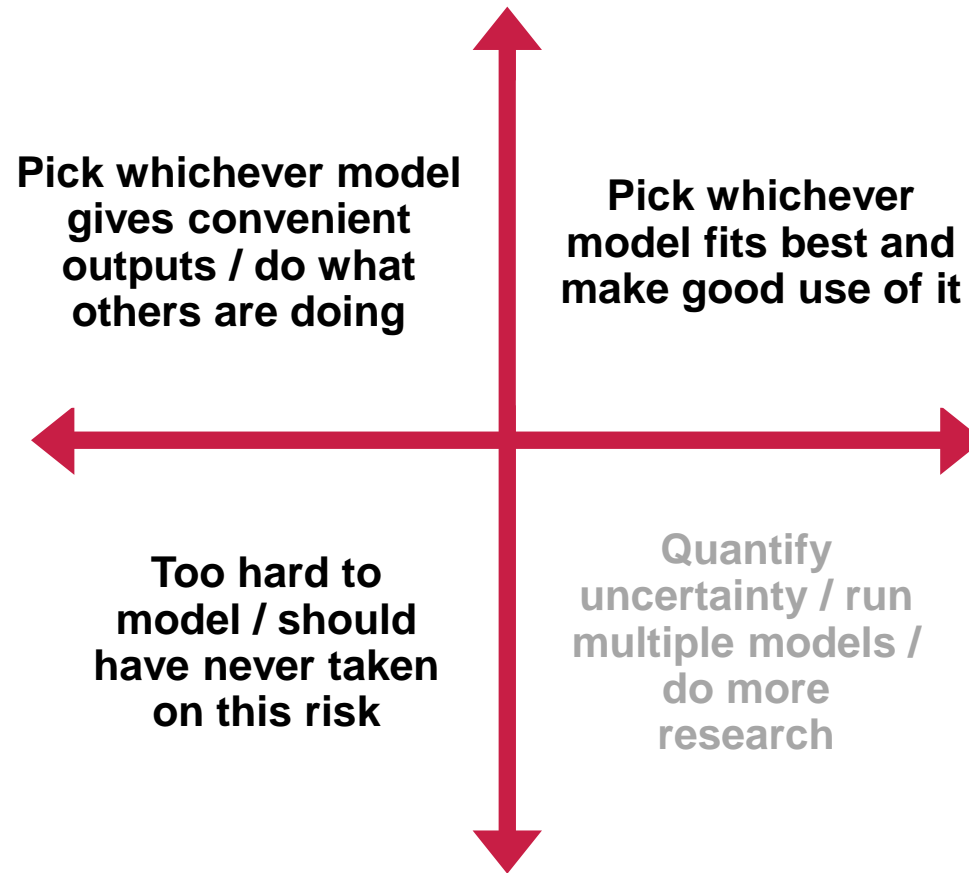 Pick whichever model
gives convenient
outputs / do what
others are doing
Pick whichever
model fits best and
make good use of it
Too hard to
model / should
have never taken
on this risk
Quantify
uncertainty / run
multiple models /
do more
research